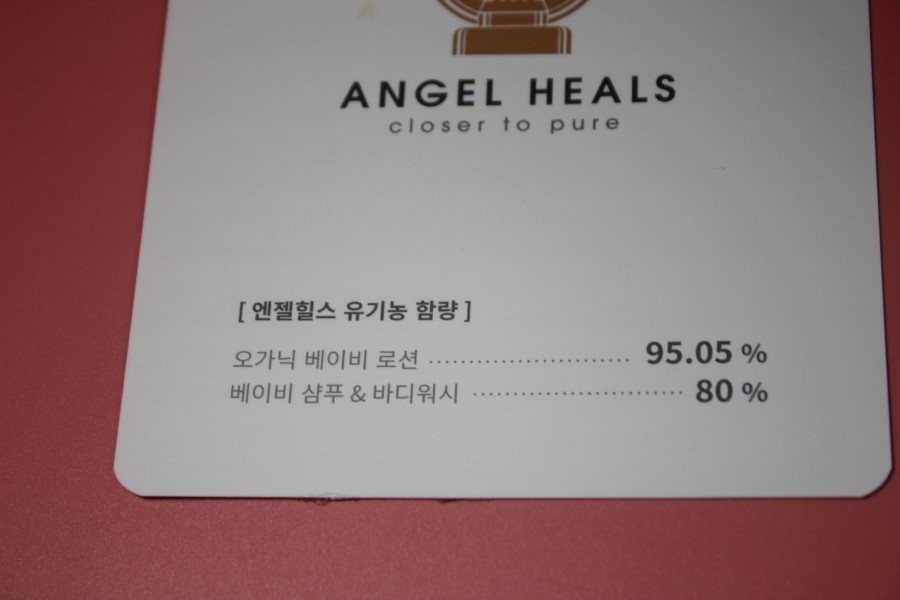 ANGEL HEALS
closer to pure
[ 엔젤힐스 유기농 함량 ]
오가닉 베이비 로션 ........................... 95.05 %
베이비 샴푸 & 바디워시 ........................... 80 %